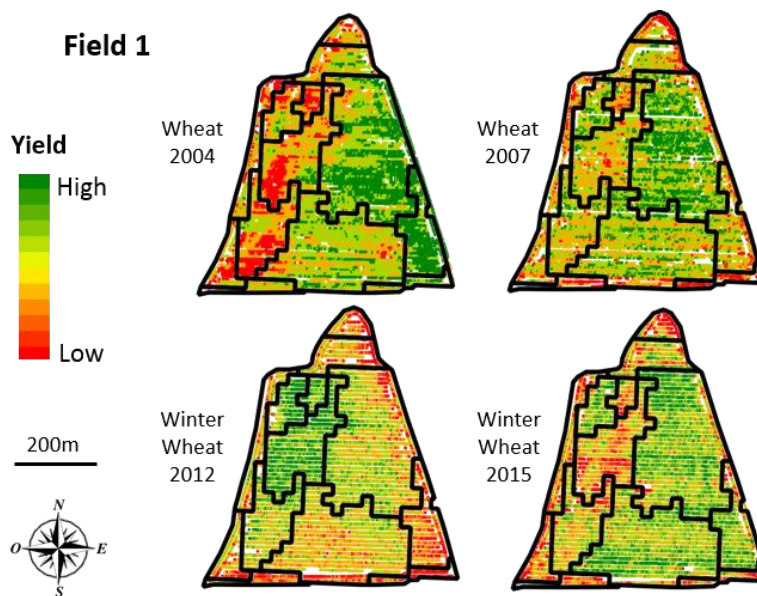 Field 1
Yield
High
Low
Wheat
2004
Wheat
2007
Winter
Wheat
2012
Winter
Wheat
2015
200m
N
O
E
S